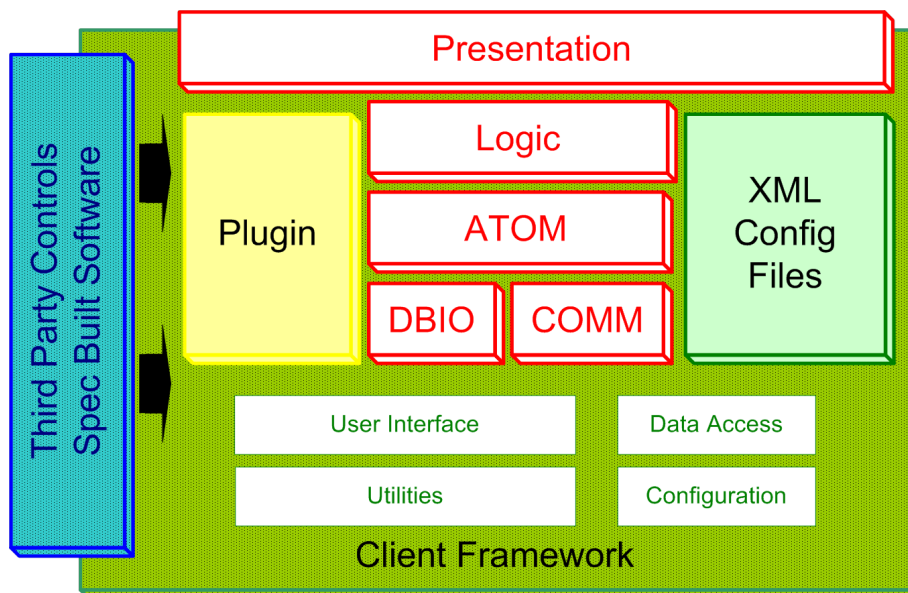 Presentation
Third Party Controls
Spec Built Software
Plugin
Logic
ATOM
DBIO
COMM
XML
Config
Files
User Interface
Data Access
Utilities
Configuration
Client Framework